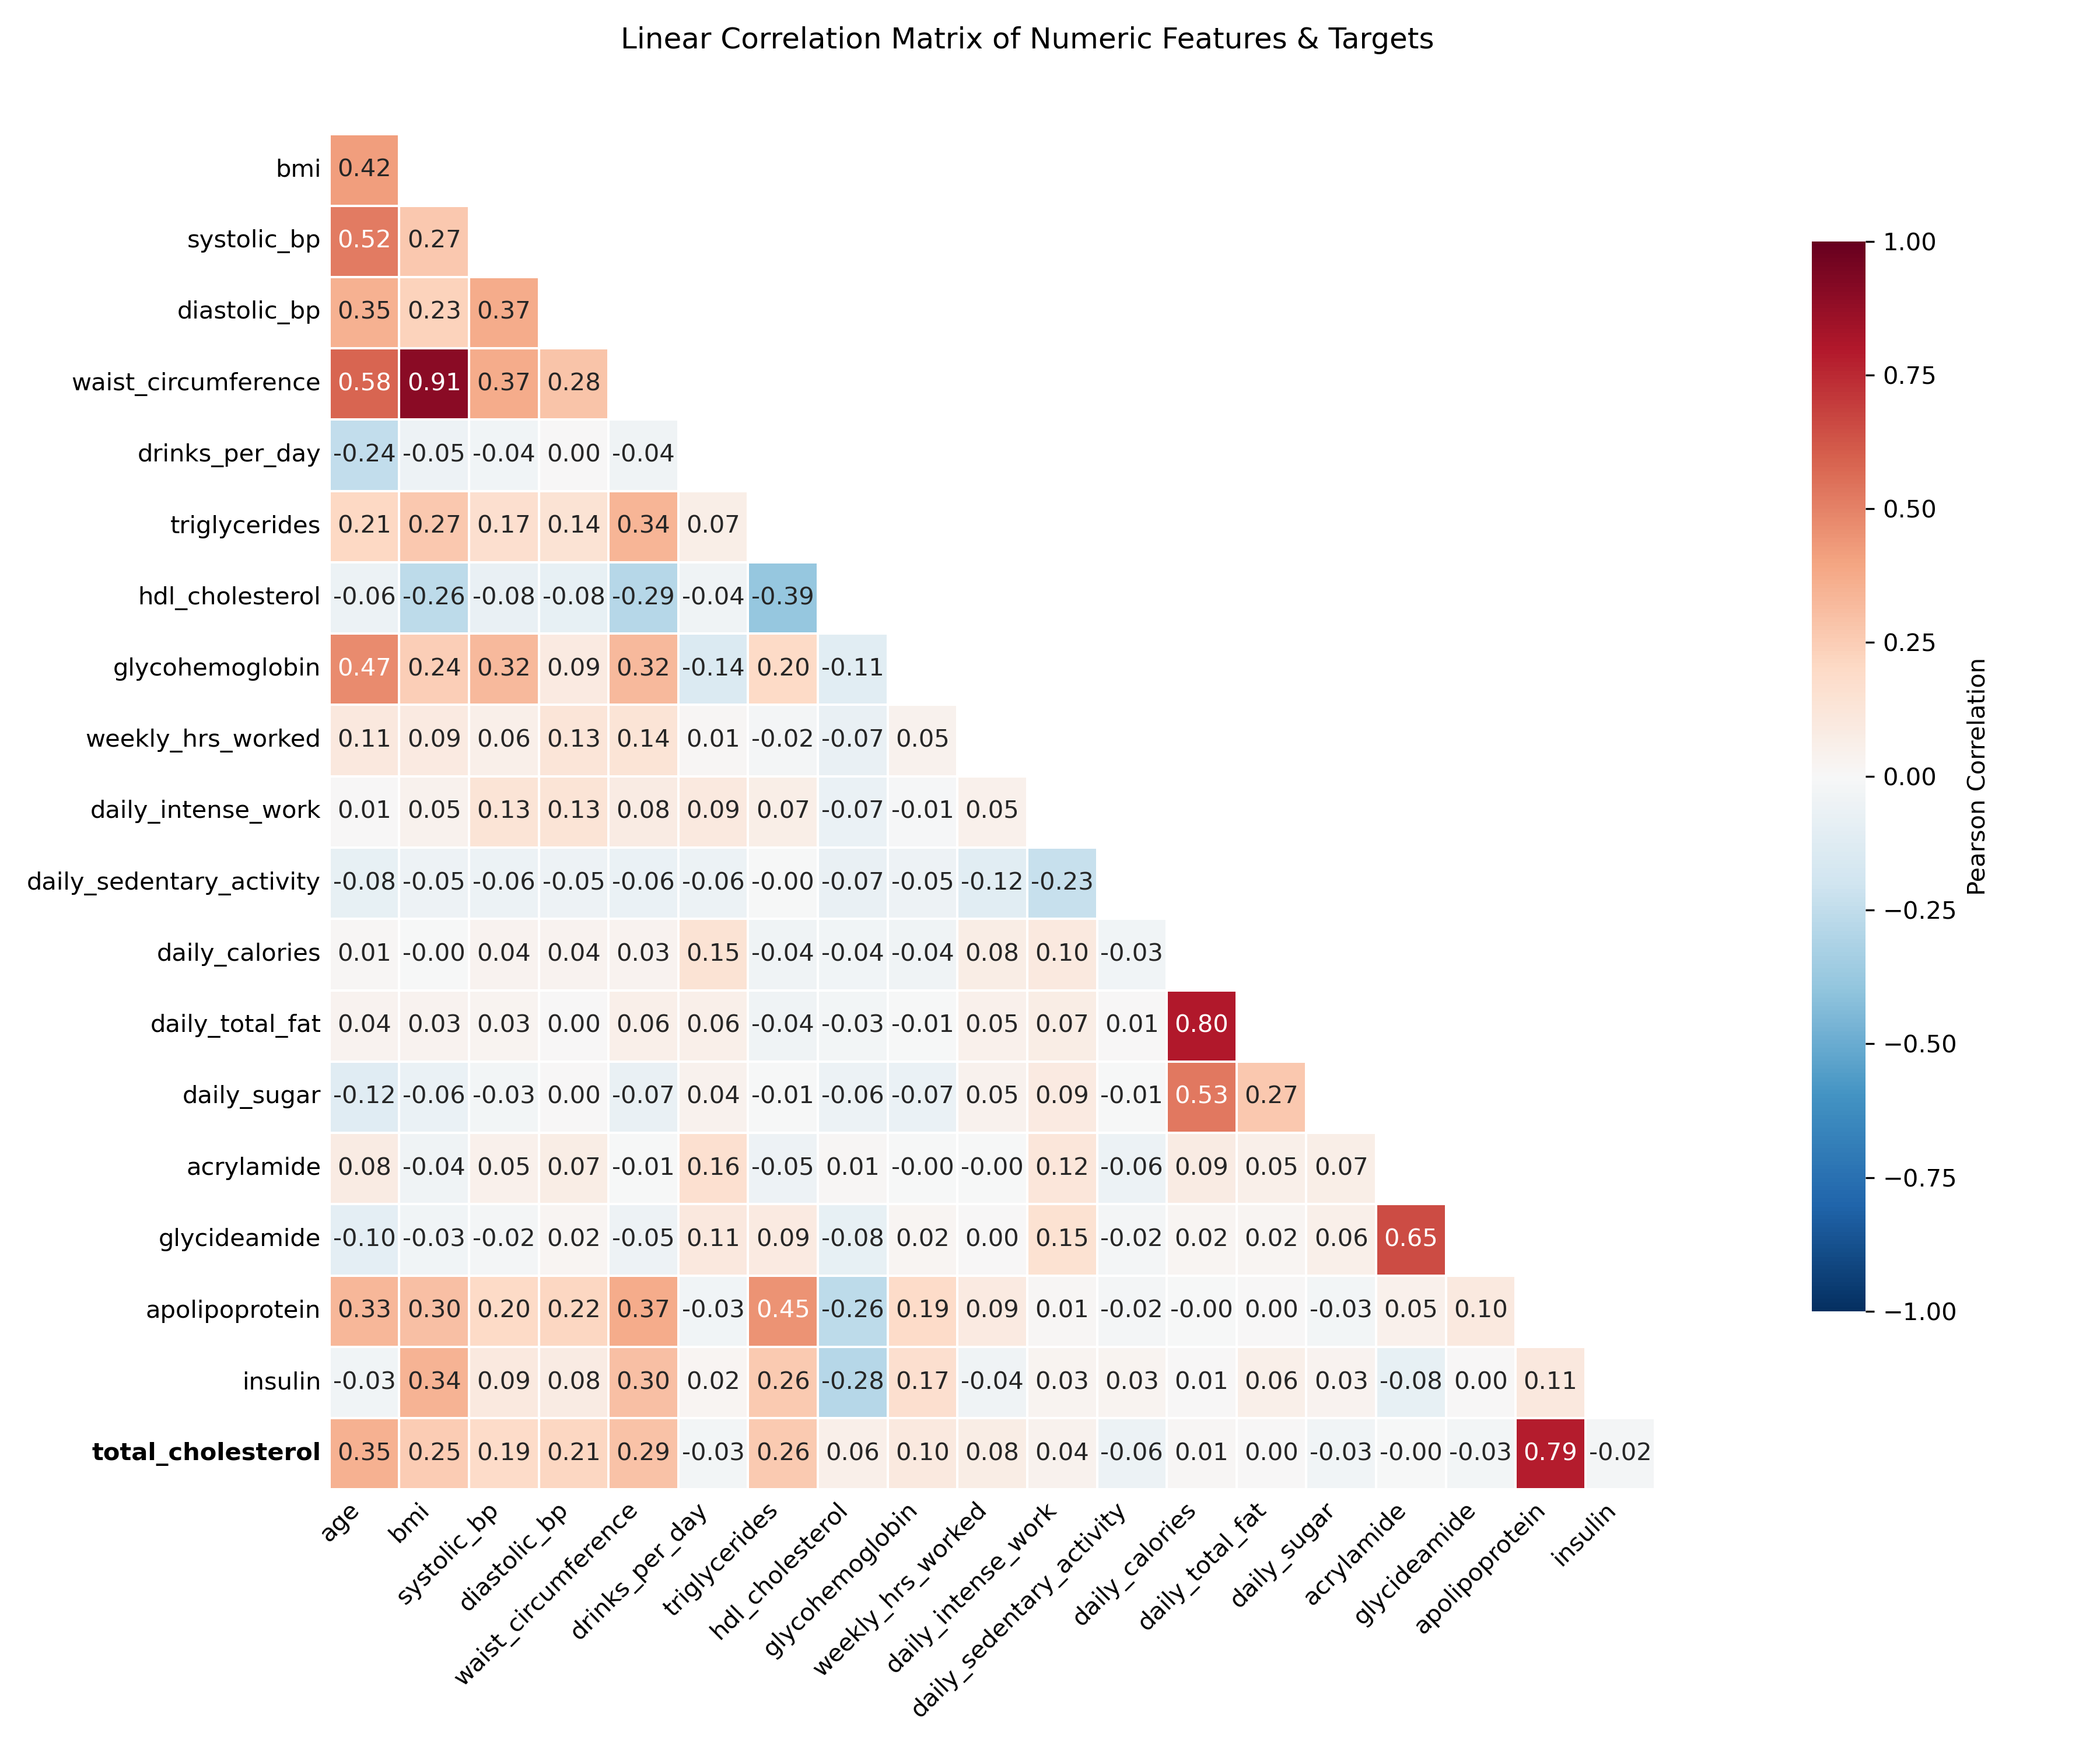 Linear Correlation Matrix of Numeric Features & Targets
bmi 0.42
systolic_bp 0.52 0.27
diastolic_bp 0.35 0.23 0.37
waist_circumference 0.58 0.91 0.37 0.28
drinks_per_day -0.24 -0.05 -0.04 0.00 -0.04
triglycerides 0.21 0.27 0.17 0.14 0.34 0.07
hdl_cholesterol -0.06 -0.26 -0.08 -0.08 -0.29 -0.04 -0.39
glycohemoglobin 0.47 0.24 0.32 0.09 0.32 -0.14 0.20 -0.11
weekly_hrs_worked 0.11 0.09 0.06 0.13 0.14 0.01 -0.02 -0.07 0.05
daily_intense_work 0.01 0.05 0.13 0.13 0.08 0.09 0.07 -0.07 -0.01 0.05
daily_sedentary_activity -0.08 -0.05 -0.06 -0.05 -0.06 -0.06 -0.00 -0.07 -0.05 -0.12 -0.23
daily_calories 0.01 -0.00 0.04 0.04 0.03 0.15 -0.04 -0.04 -0.04 0.08 0.10 -0.03
daily_total_fat 0.04 0.03 0.03 0.00 0.06 0.06 -0.04 -0.03 -0.01 0.05 0.07 0.01 0.80
daily_sugar -0.12 -0.06 -0.03 0.00 -0.07 0.04 -0.01 -0.06 -0.07 0.05 0.09 -0.01 0.53 0.27
acrylamide 0.08 -0.04 0.05 0.07 -0.01 0.16 -0.05 0.01 -0.00 -0.00 0.12 -0.06 0.09 0.05 0.07
glycideamide -0.10 -0.03 -0.02 0.02 -0.05 0.11 0.09 -0.08 0.02 0.00 0.15 -0.02 0.02 0.02 0.06 0.65
apolipoprotein 0.33 0.30 0.20 0.22 0.37 -0.03 0.45 -0.26 0.19 0.09 0.01 -0.02 -0.00 0.00 -0.03 0.05 0.10
insulin -0.03 0.34 0.09 0.08 0.30 0.02 0.26 -0.28 0.17 -0.04 0.03 0.03 0.01 0.06 0.03 -0.08 0.00 0.11
total_cholesterol 0.35 0.25 0.19 0.21 0.29 -0.03 0.26 0.06 0.10 0.08 0.04 -0.06 0.01 0.00 -0.03 -0.00 -0.03 0.79 -0.02
age
bmi
systolic_bp
diastolic_bp
waist_circumference
drinks_per_day
triglycerides
hdl_cholesterol
glycohemoglobin
weekly_hrs_worked
daily_intense_work
daily_sedentary_activity
daily_calories
daily_total_fat
daily_sugar
acrylamide
glycideamide
apolipoprotein
insulin
1.00
0.75
0.50
0.25
0.00
−0.25
−0.50
−0.75
−1.00
Pearson Correlation